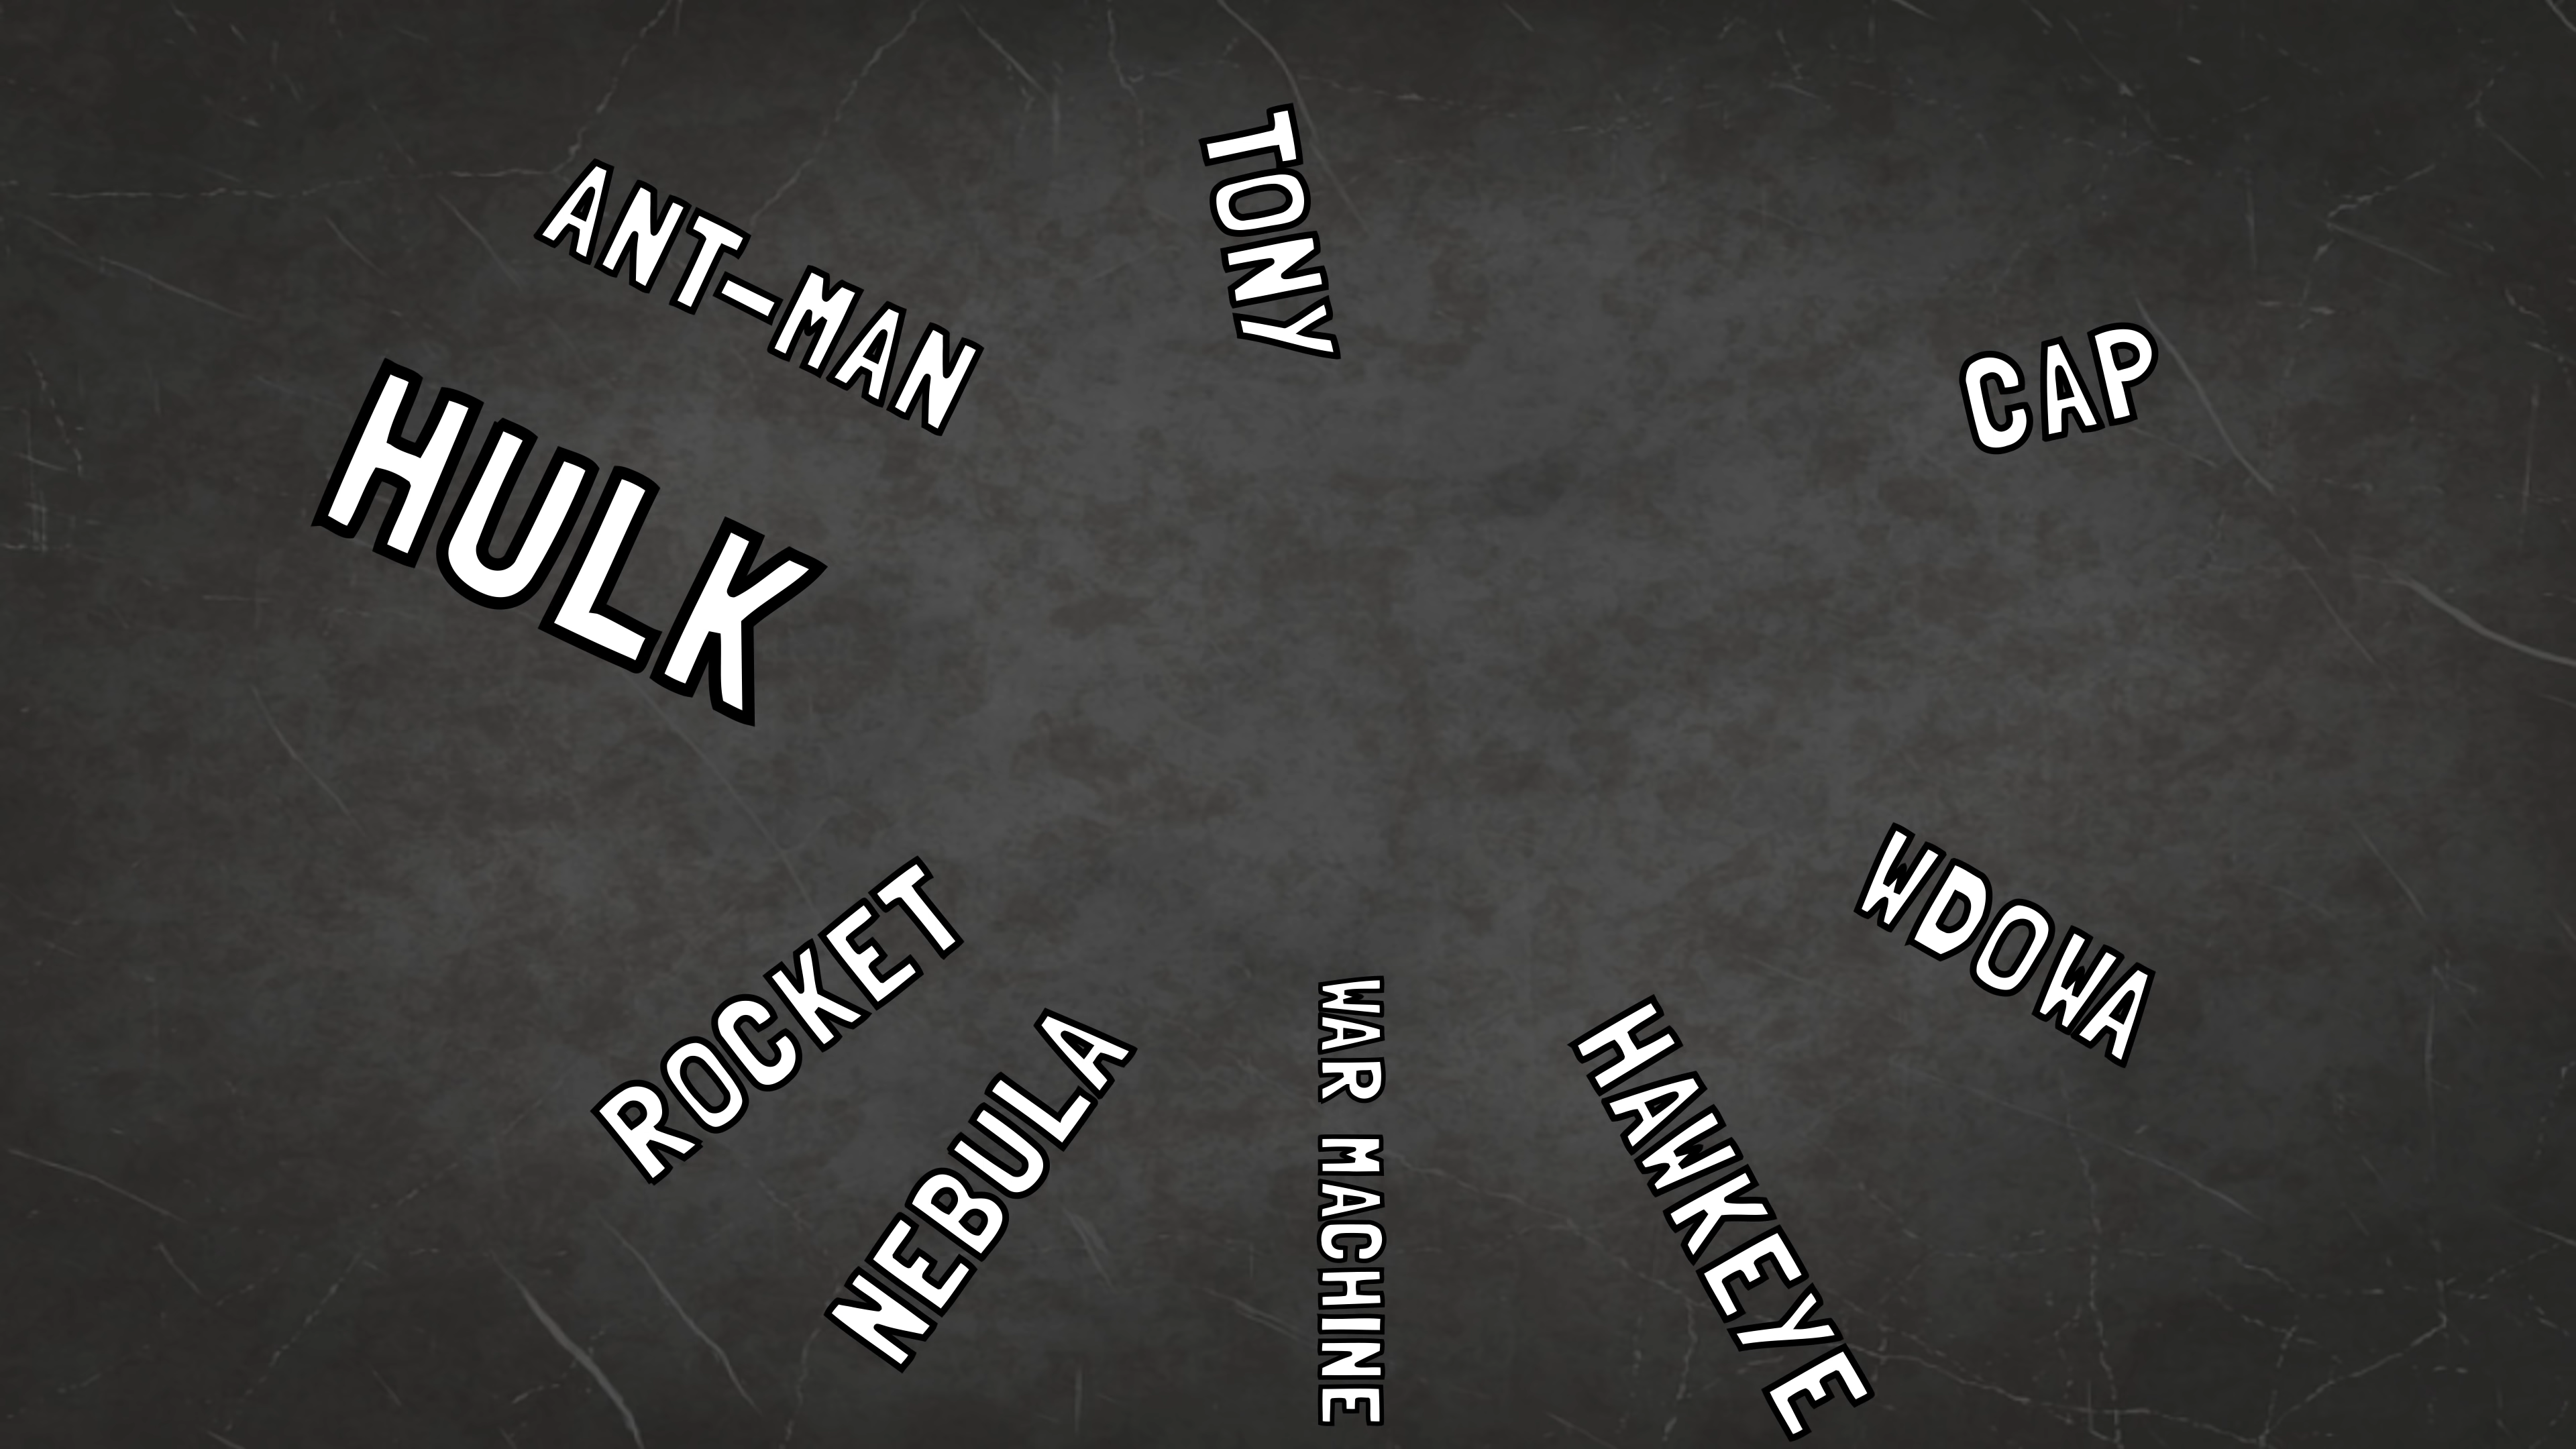 TONY
ANT-MAN
CAP
HULK
WDOWA
ROCKET
NEBULA
WAR MACHINE
HAWKEYE